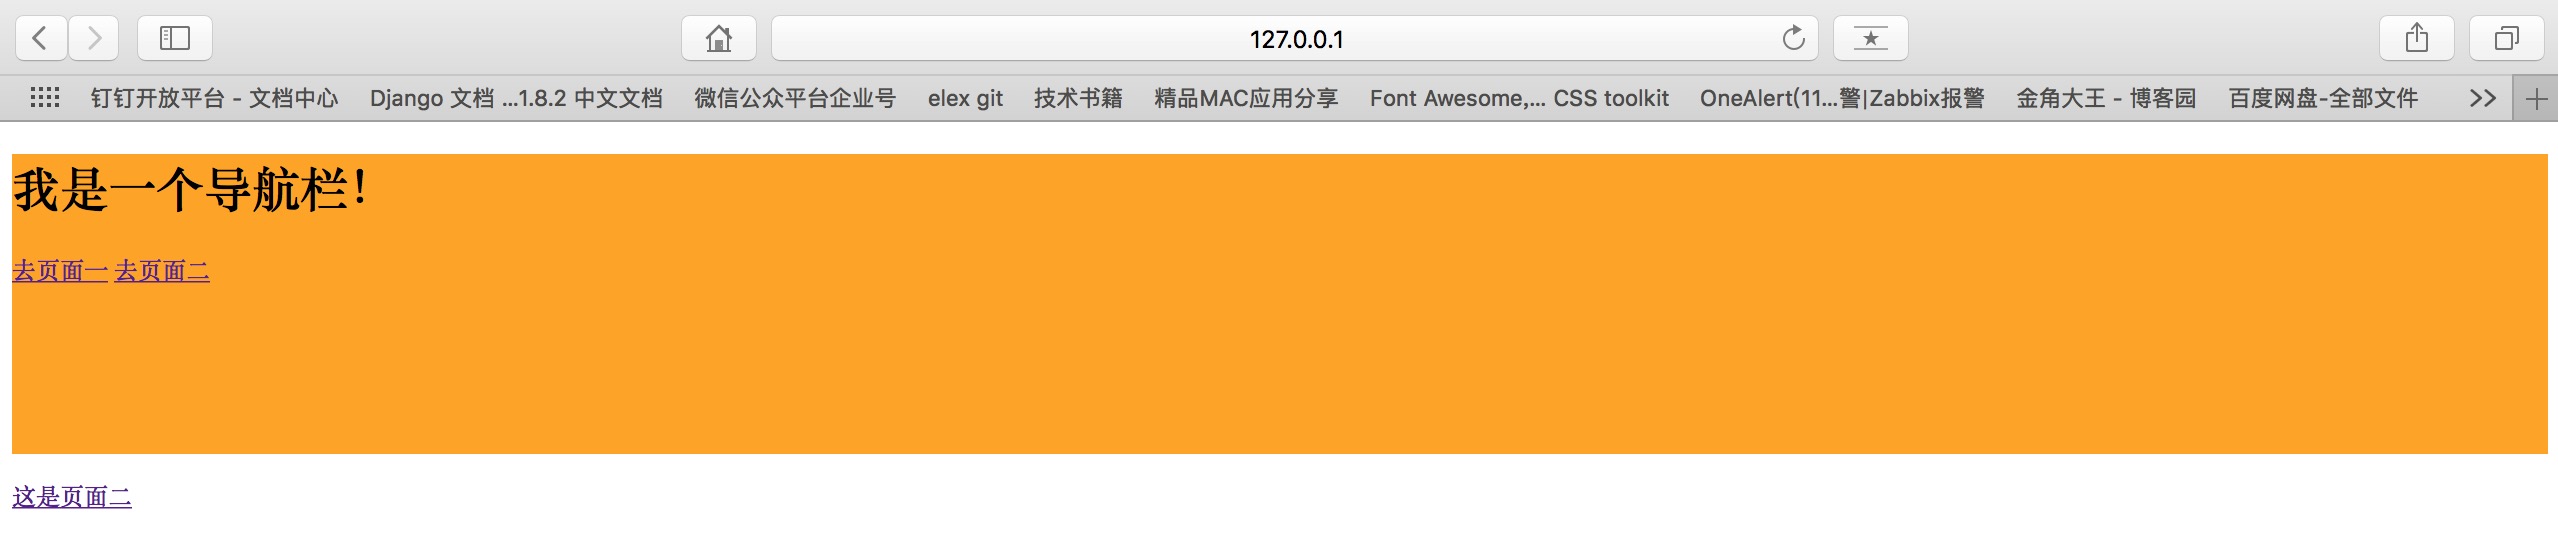 127.0.0.1
钉钉开放平台 - 文档中心 Django 文档 ...1.8.2 中文文档 微信公众平台企业号 elex git 技术书籍 精品MAC应用分享 Font Awesome,... CSS toolkit OneAlert(11...警|Zabbix报警 金角大王 - 博客园 百度网盘-全部文件
我是一个导航栏！
去页面一 去页面二
这是页面二